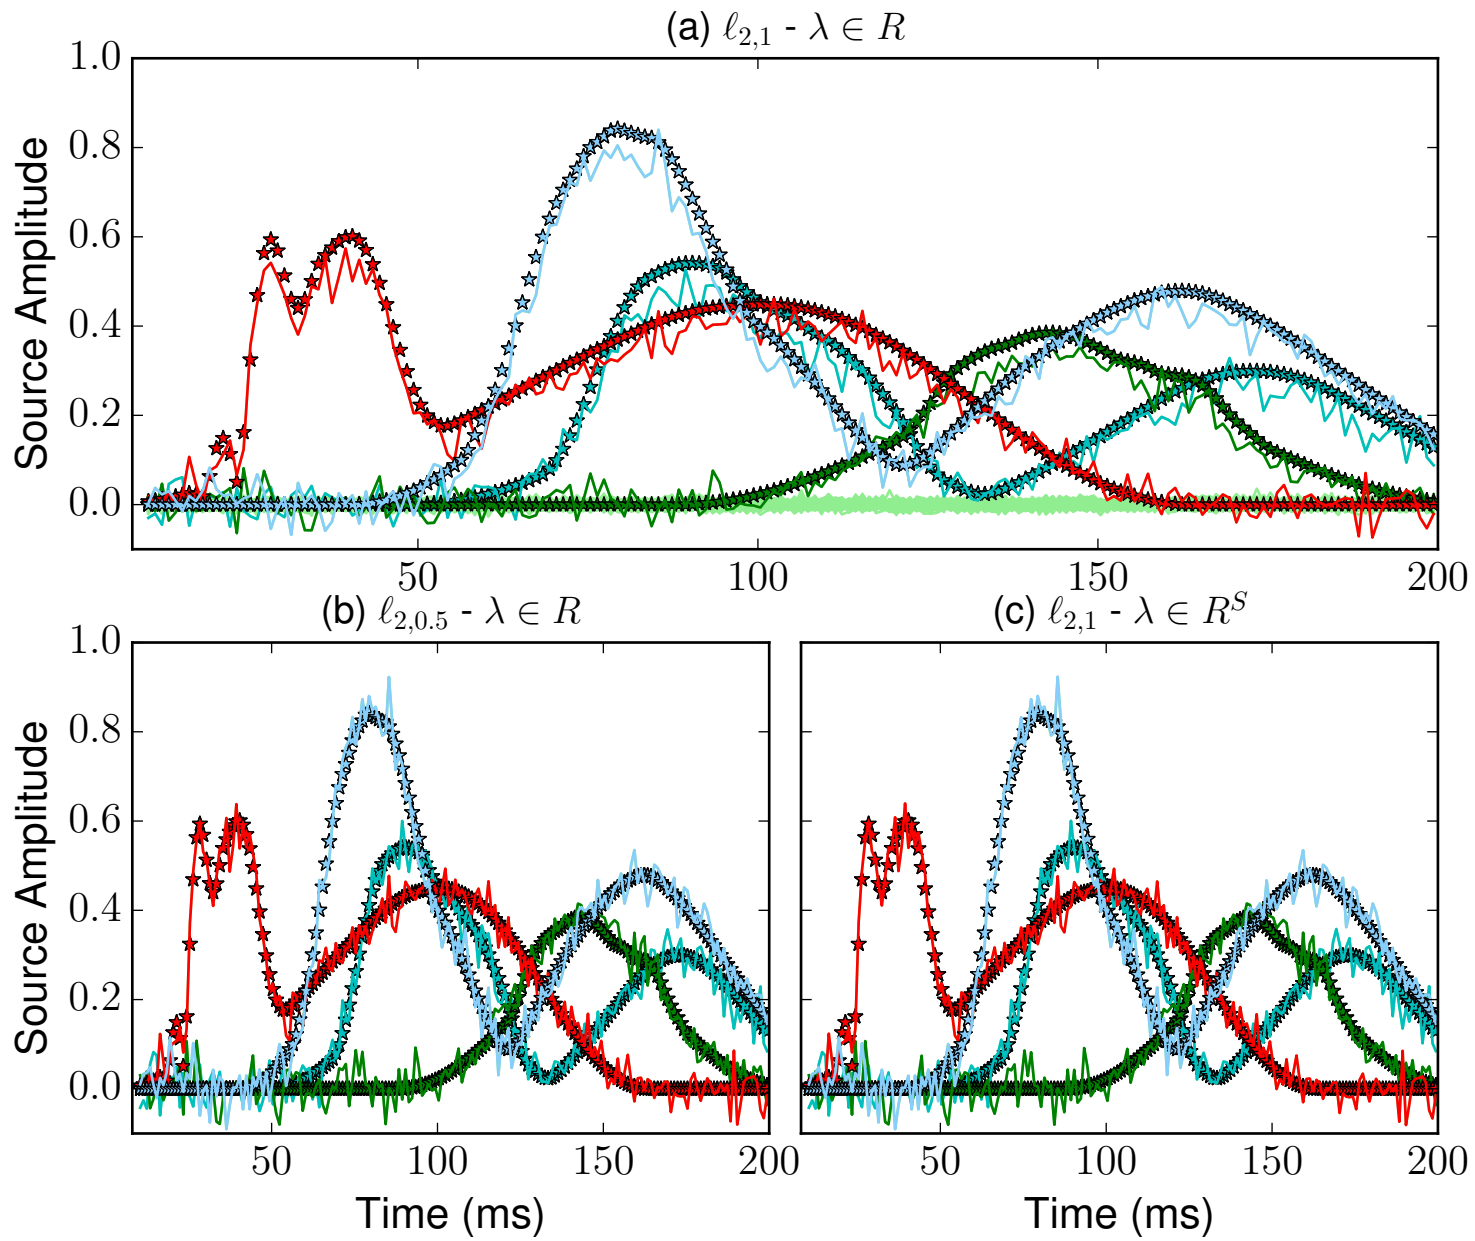 (a) ℓ2,1 - λ ∈ R
1.0
0.8
0.6
0.4
0.2
0.0
Source Amplitude
50 100 150 200
(b) ℓ2,0.5 - λ ∈ R
(c) ℓ2,1 - λ ∈ R^S
1.0
0.8
0.6
0.4
0.2
0.0
Source Amplitude
50 100 150 200
50 100 150 200
Time (ms)
Time (ms)